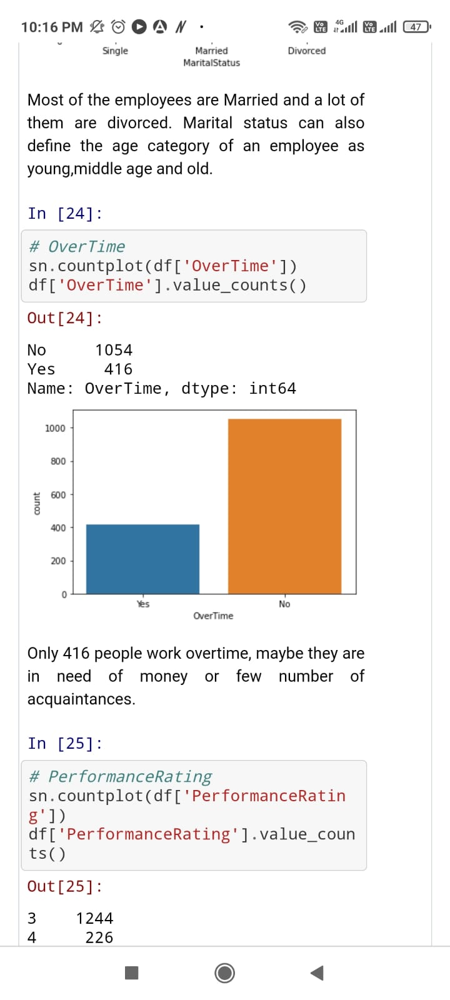 10:16 PM
Vo LTE 4G Vo LTE 47
Single Married Divorced
MaritalStatus
Most of the employees are Married and a lot of
them are divorced. Marital status can also
define the age category of an employee as
young,middle age and old.
In [24]:
# OverTime
sn.countplot(df['OverTime'])
df['OverTime'].value_counts()
Out[24]:
No 1054
Yes 416
Name: OverTime, dtype: int64
1000
800
600
400
200
0
count
Yes No
OverTime
Only 416 people work overtime, maybe they are
in need of money or few number of
acquaintances.
In [25]:
# PerformanceRating
sn.countplot(df['PerformanceRatin
g'])
df['PerformanceRating'].value_coun
ts()
Out[25]:
3 1244
4 226